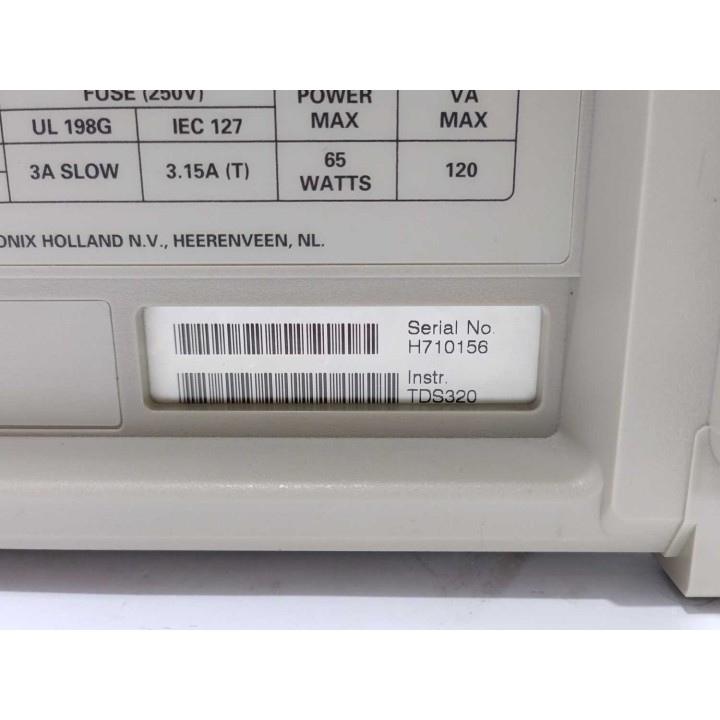 FUSE (250V)
POWER
MAX
VA
MAX
UL 198G
IEC 127
3A SLOW
3.15A (T)
65
WATTS
120
ONIX HOLLAND N.V., HEERENVEEN, NL.
Serial No.
H710156
Instr.
TDS320